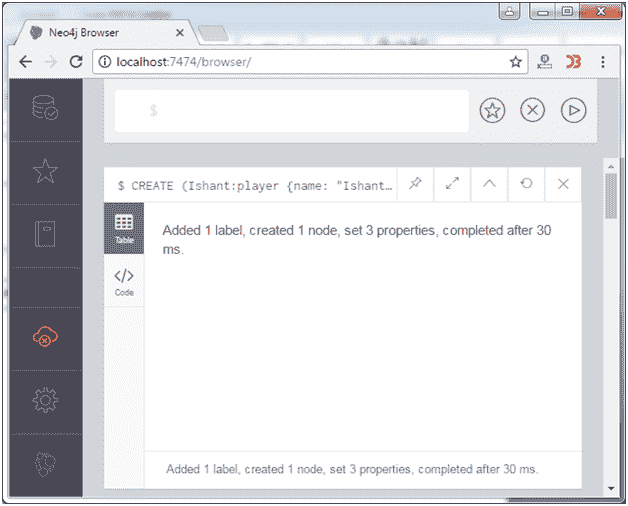 Neo4j Browser
localhost:7474/browser/
$
$ CREATE (Ishant:player {name: "Ishant…
Table
Added 1 label, created 1 node, set 3 properties, completed after 30
ms.
Code
Added 1 label, created 1 node, set 3 properties, completed after 30 ms.